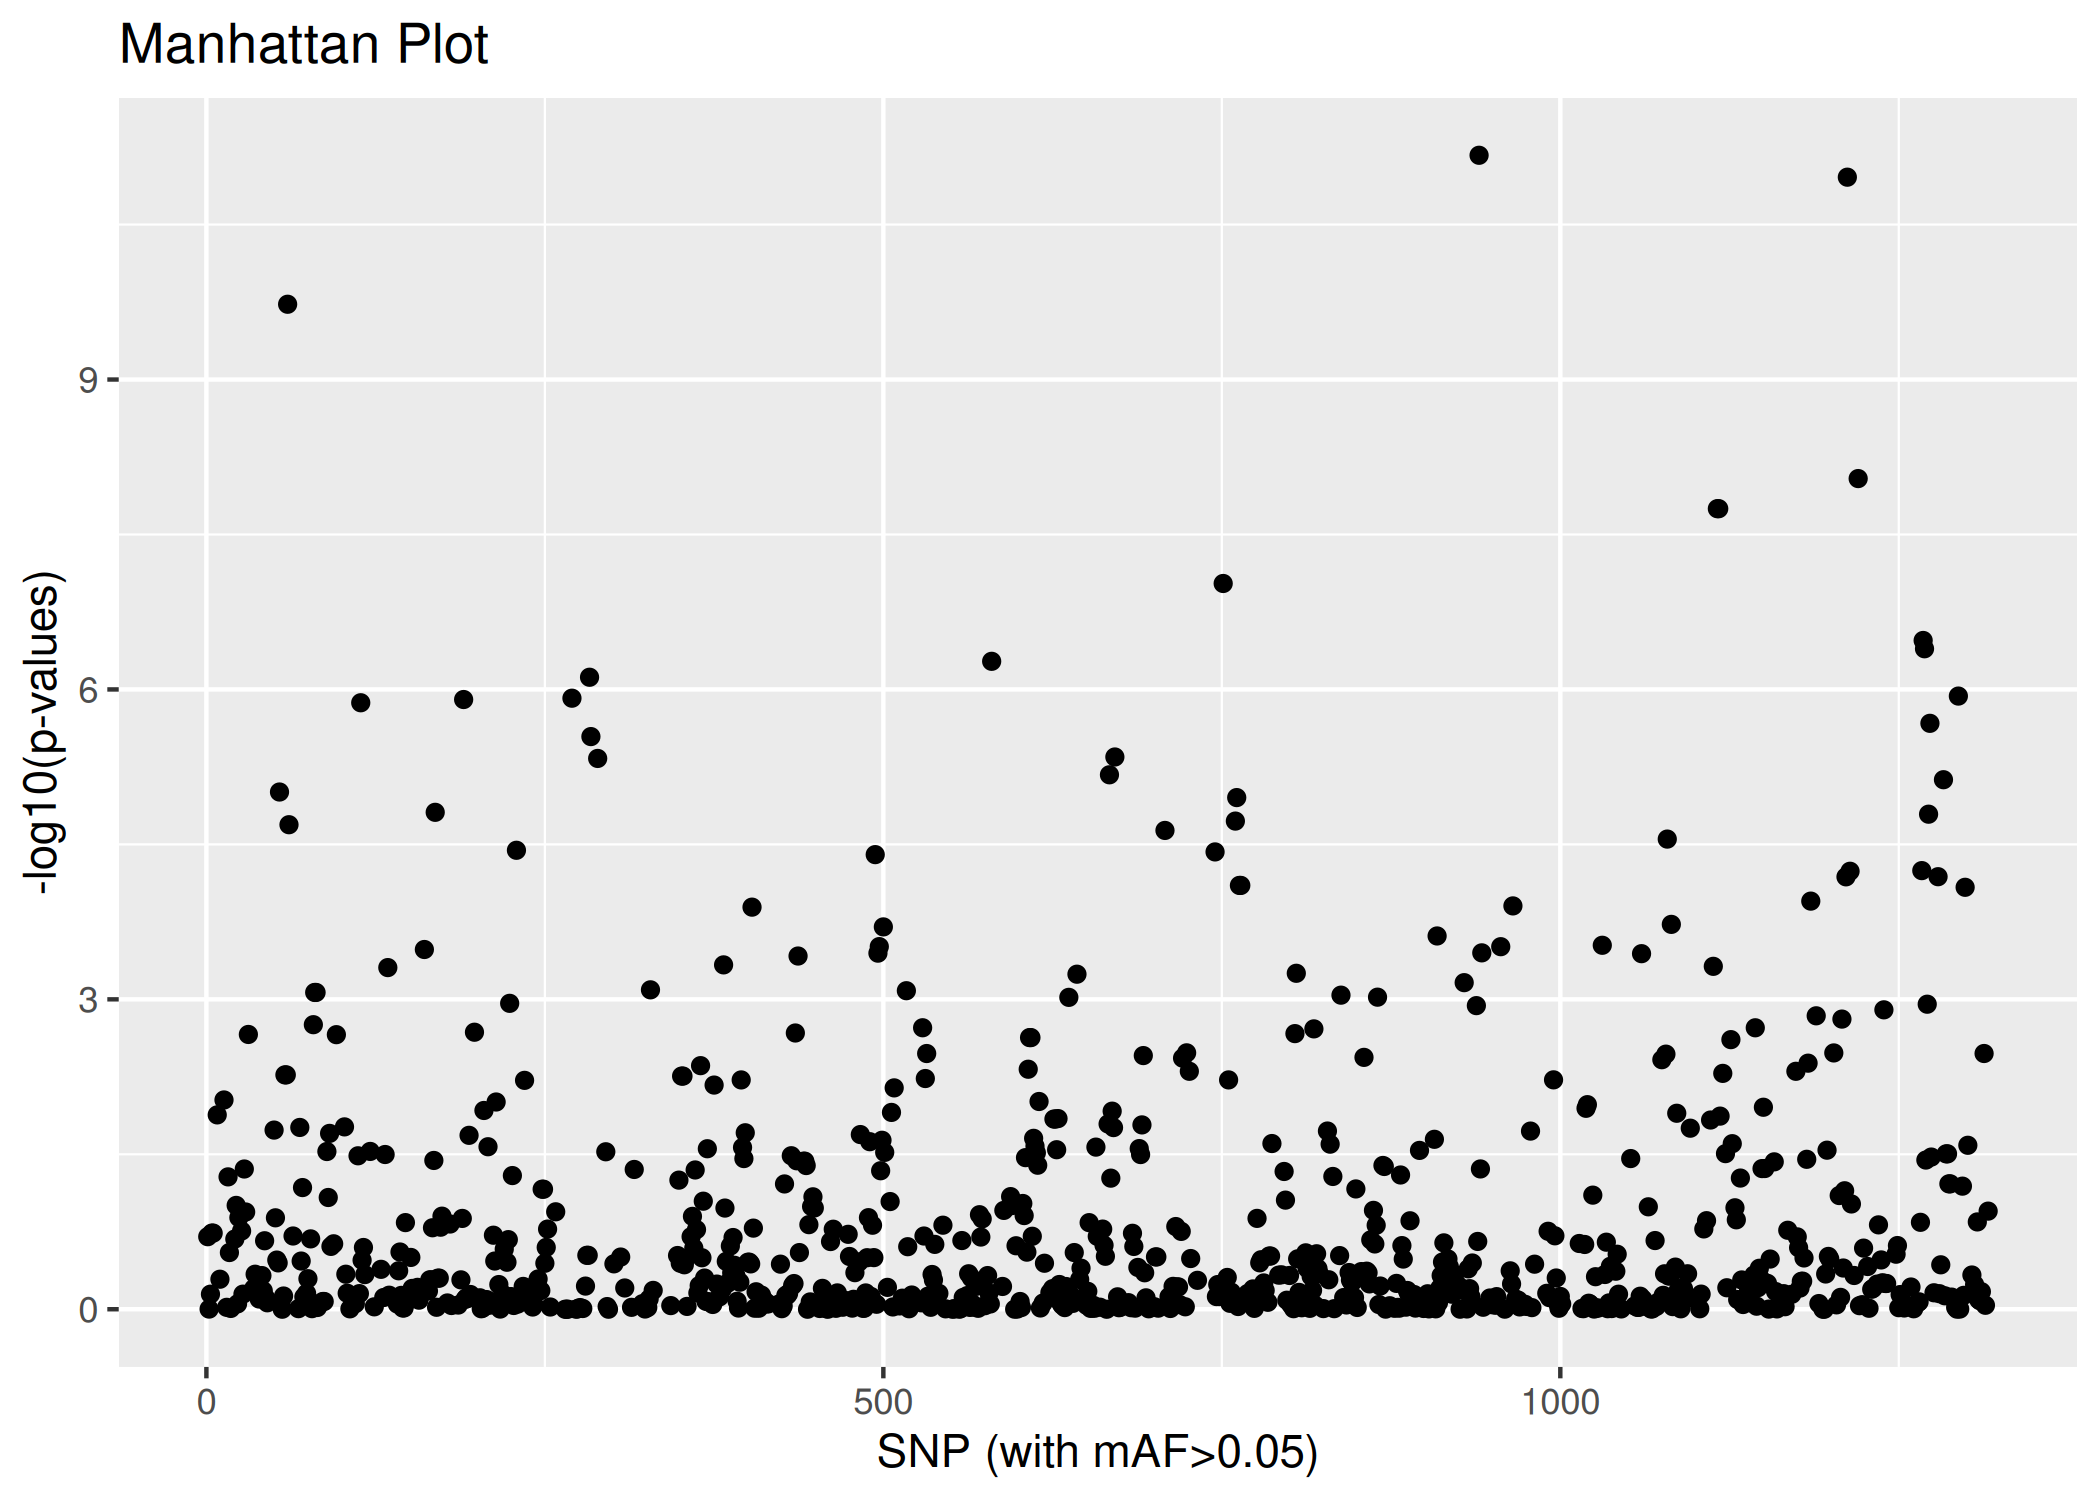 Manhattan Plot
-log10(p-values)
9
6
3
0
0 500 1000
SNP (with mAF>0.05)